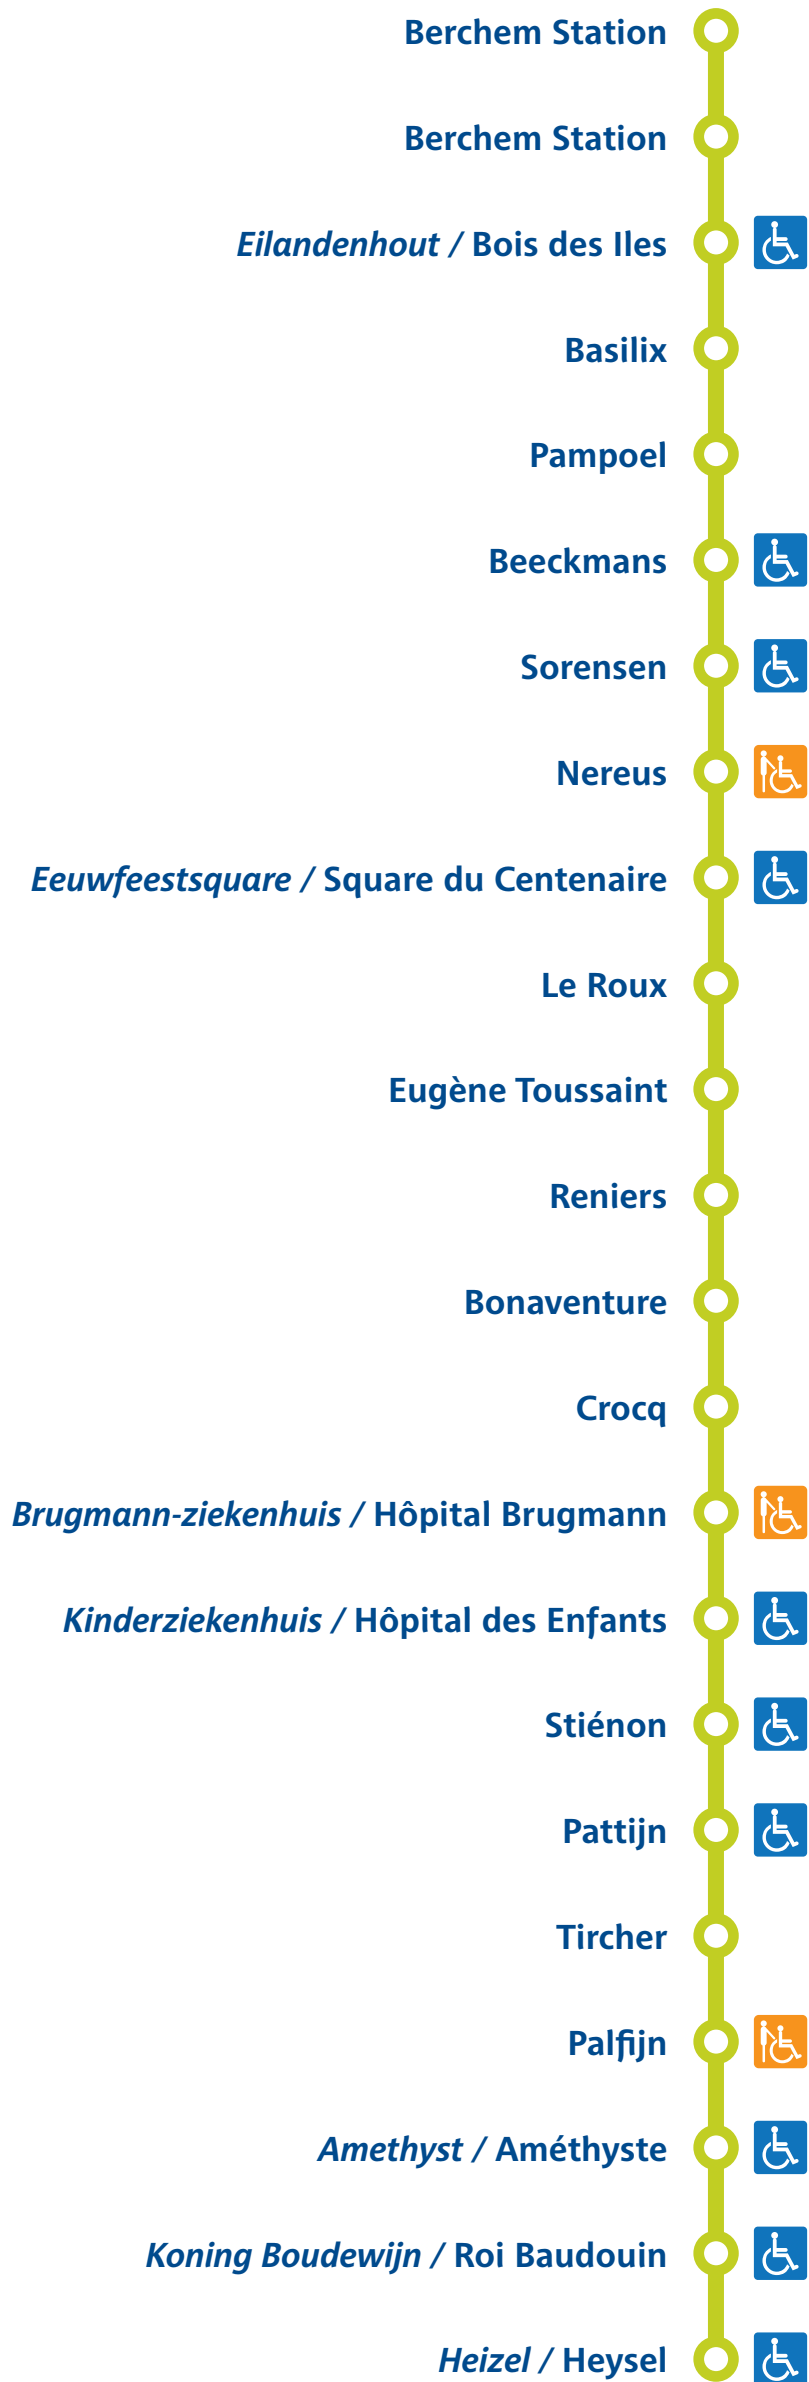 Berchem Station
Berchem Station
Eilandenhout / Bois des Iles
Basilix
Pampoel
Beeckmans
Sorensen
Nereus
Eeuwfeestsquare / Square du Centenaire
Le Roux
Eugène Toussaint
Reniers
Bonaventure
Crocq
Brugmann-ziekenhuis / Hôpital Brugmann
Kinderziekenhuis / Hôpital des Enfants
Stiénon
Pattijn
Tircher
Palfijn
Amethyst / Améthyste
Koning Boudewijn / Roi Baudouin
Heizel / Heysel